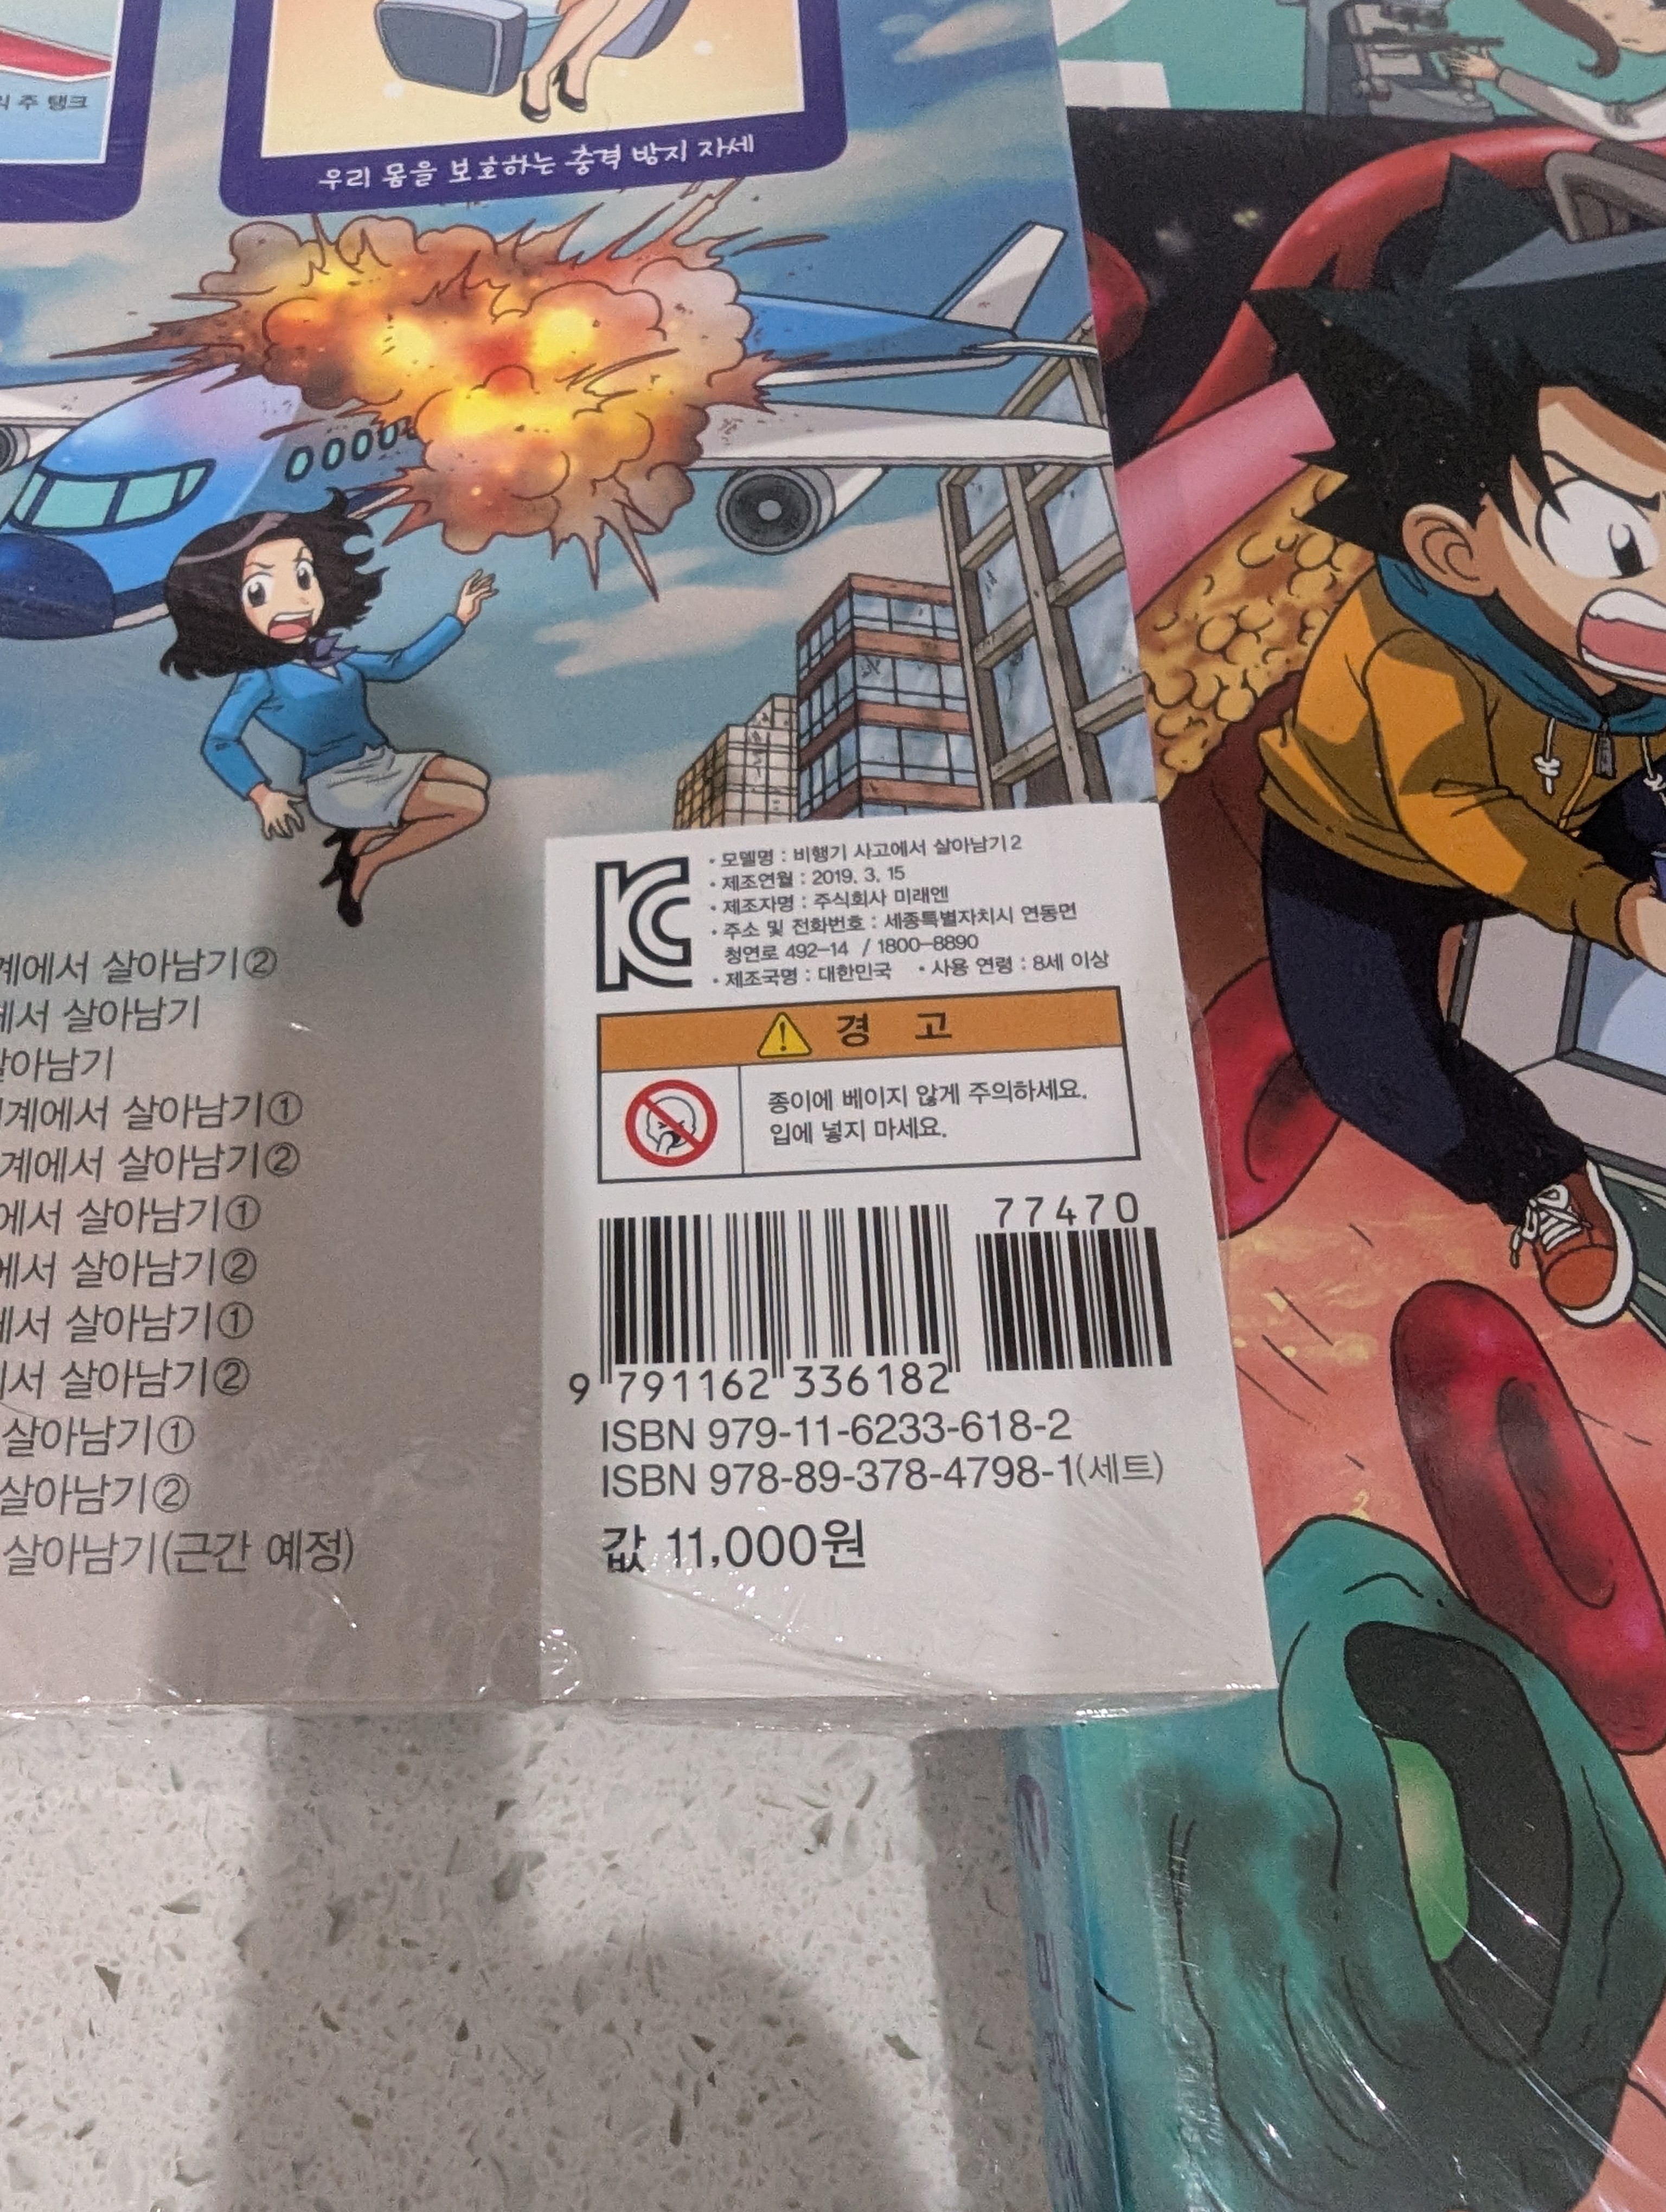 주 탱크
우리 몸을 보호하는 충격 방지 자세
KC
• 모델명 : 비행기 사고에서 살아남기2
• 제조연월 : 2019. 3. 15
• 제조자명 : 주식회사 미래엔
• 주소 및 전화번호 : 세종특별자치시 연동면
청연로 492-14 / 1800-8890
• 제조국명 : 대한민국 • 사용 연령 : 8세 이상
경 고
종이에 베이지 않게 주의하세요.
입에 넣지 마세요.
77470
9 791162 336182
ISBN 979-11-6233-618-2
ISBN 978-89-378-4798-1(세트)
값 11,000원
계에서 살아남기②
에서 살아남기
살아남기
계에서 살아남기①
계에서 살아남기②
에서 살아남기①
에서 살아남기②
에서 살아남기①
에서 살아남기②
살아남기①
살아남기②
살아남기(근간 예정)